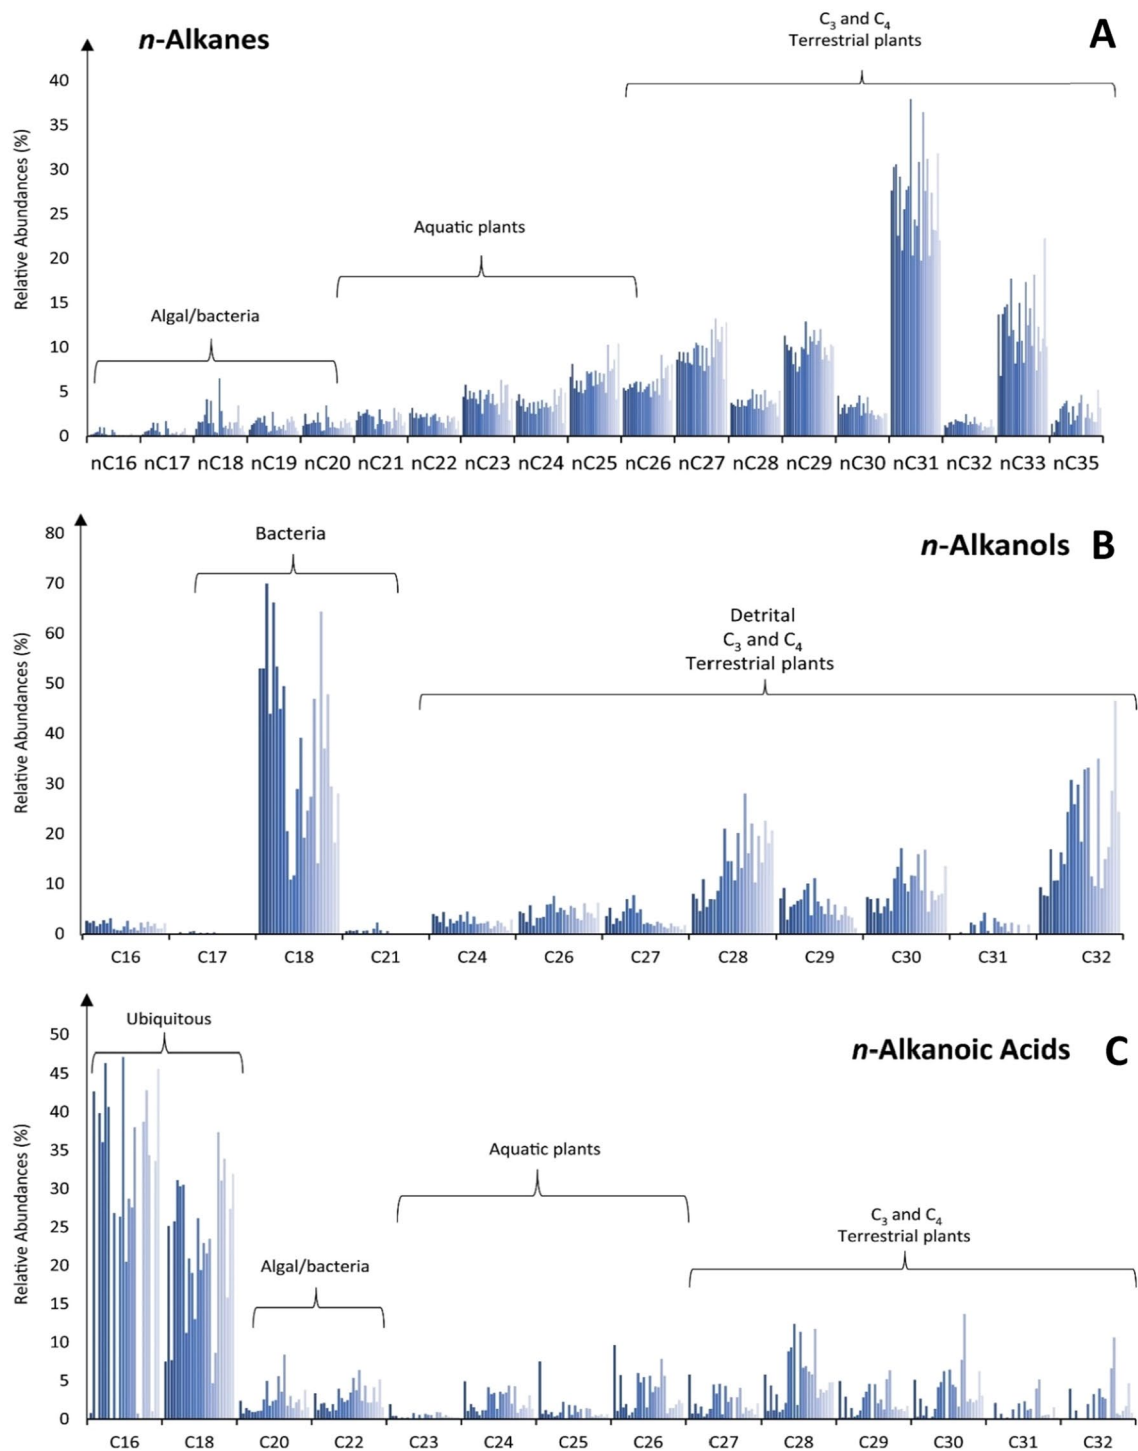 n-Alkanes
C3 and C4
Terrestrial plants
A
Relative Abundances (%)
40
35
30
25
20
15
10
5
0
Aquatic plants
Algal/bacteria
nC16 nC17 nC18 nC19 nC20 nC21 nC22 nC23 nC24 nC25 nC26 nC27 nC28 nC29 nC30 nC31 nC32 nC33 nC35
n-Alkanols B
Bacteria
Detrital
C3 and C4
Terrestrial plants
Relative Abundances (%)
80
70
60
50
40
30
20
10
0
C16 C17 C18 C21 C24 C26 C27 C28 C29 C30 C31 C32
n-Alkanoic Acids C
Ubiquitous
Aquatic plants
C3 and C4
Terrestrial plants
Algal/bacteria
Relative Abundances (%)
50
45
40
35
30
25
20
15
10
5
0
C16 C18 C20 C22 C23 C24 C25 C26 C27 C28 C29 C30 C31 C32